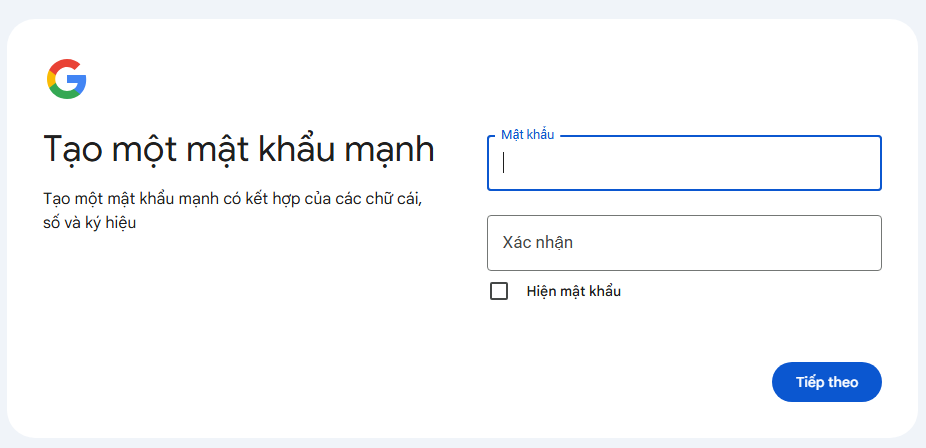 Tạo một mật khẩu mạnh
Tạo một mật khẩu mạnh có kết hợp của các chữ cái,
số và ký hiệu
Mật khẩu
Xác nhận
Hiện mật khẩu
Tiếp theo